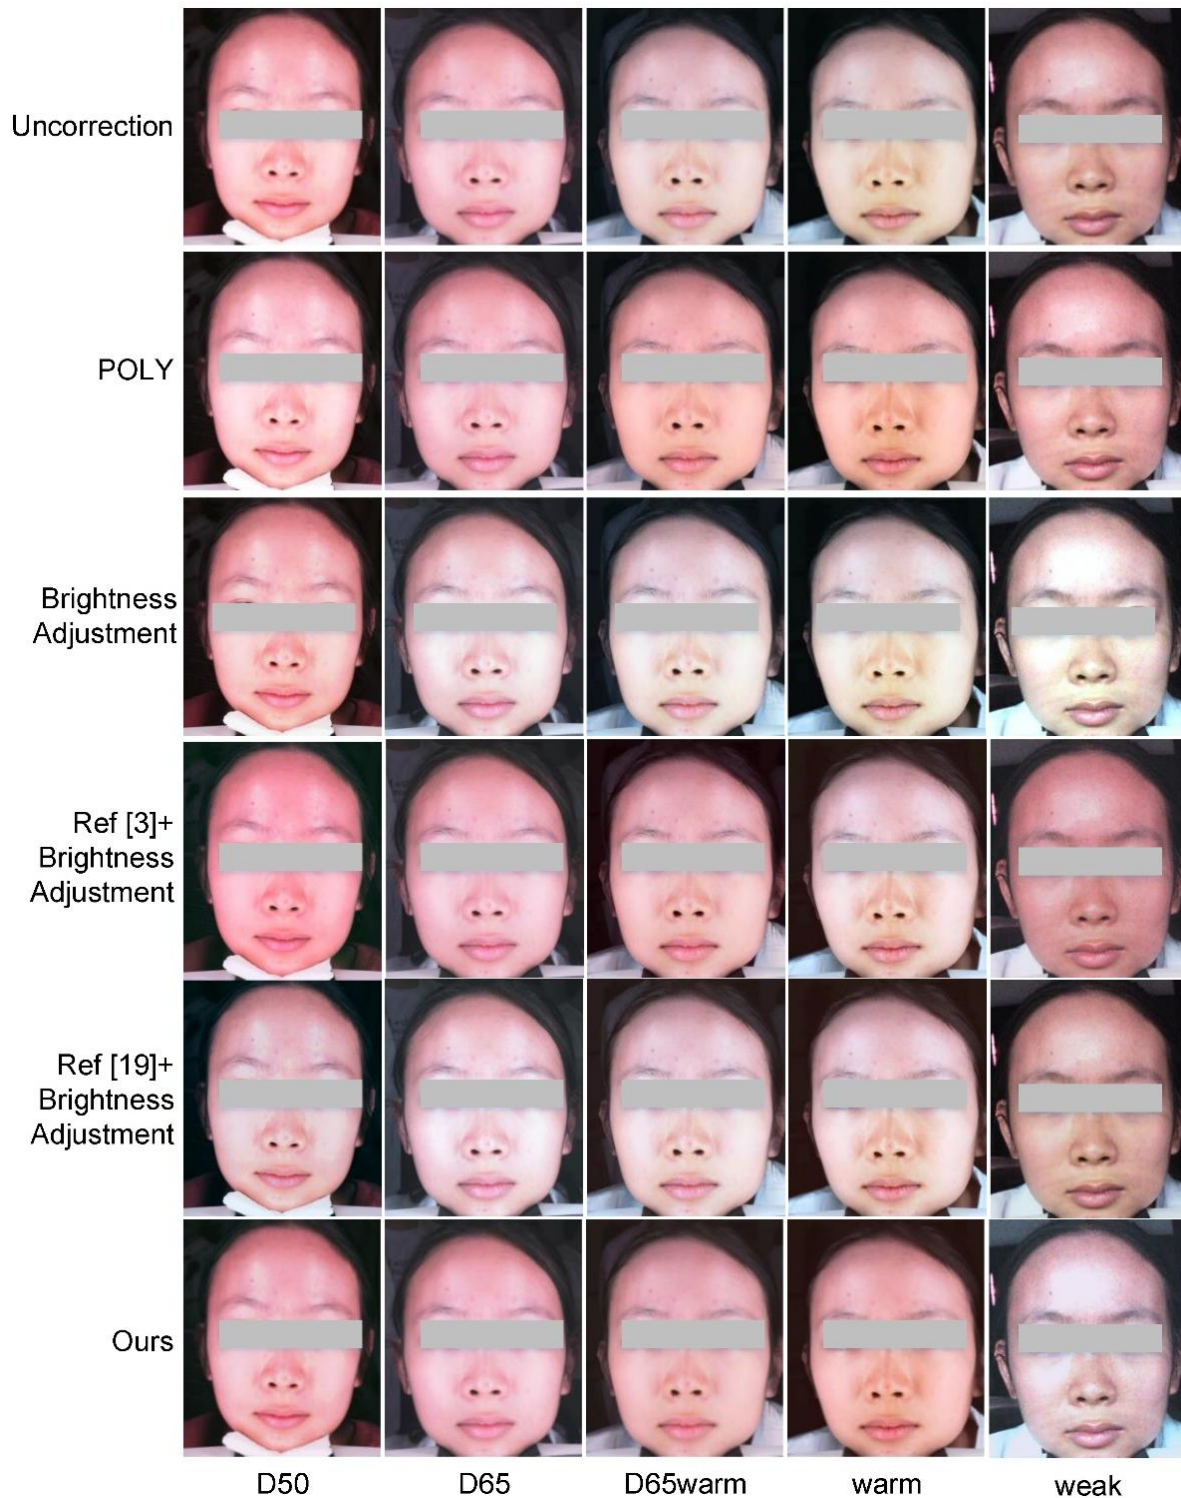 Uncorrection
POLY
Brightness
Adjustment
Ref [3]+
Brightness
Adjustment
Ref [19]+
Brightness
Adjustment
Ours
D50
D65
D65warm
warm
weak